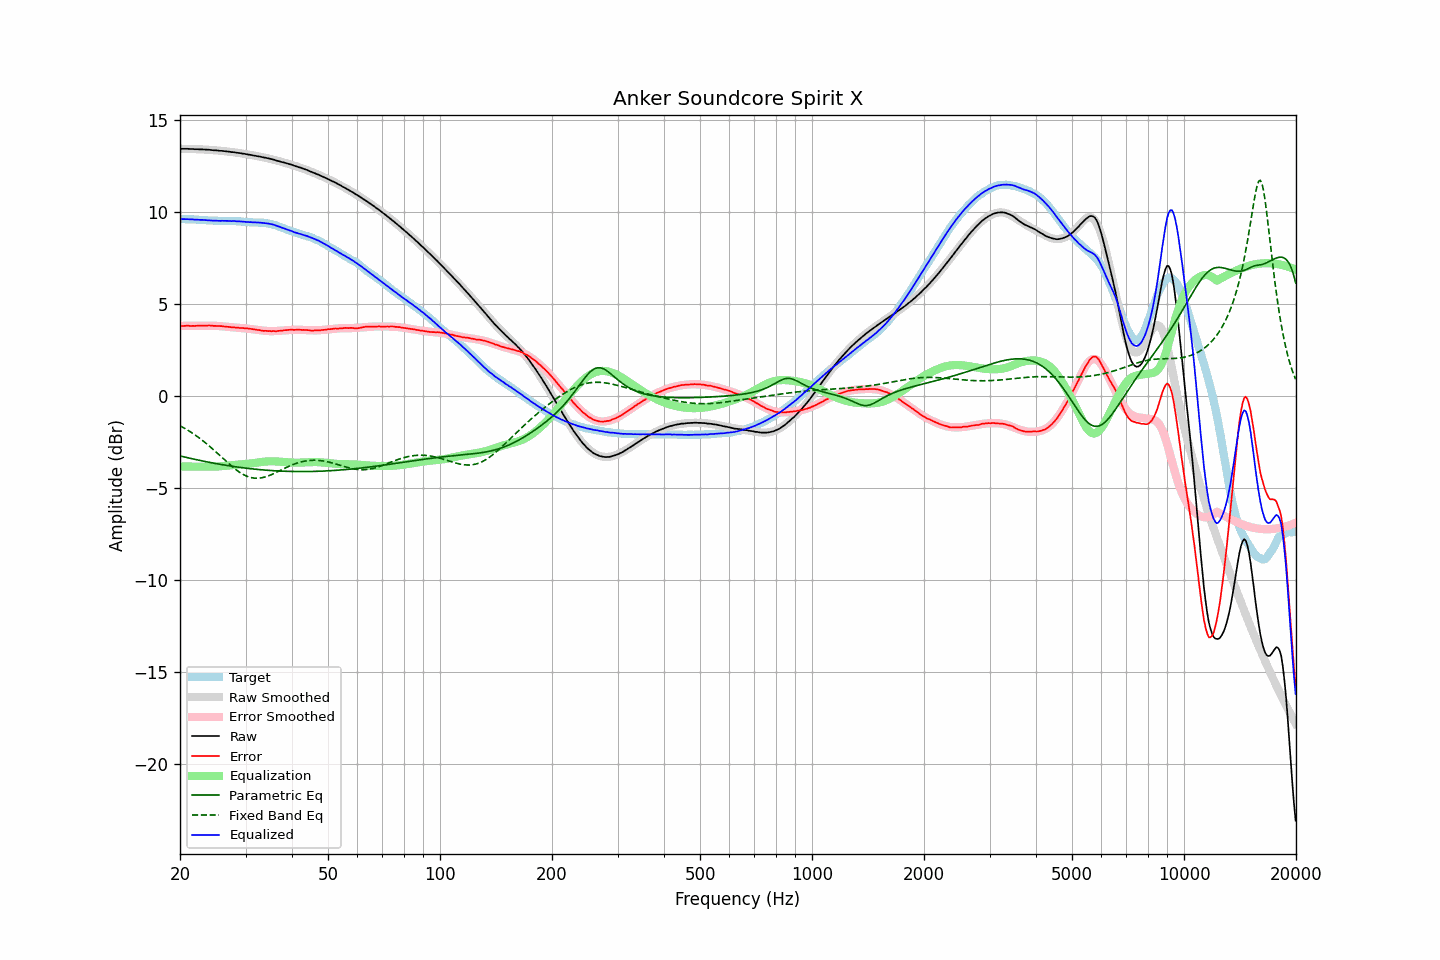 Anker Soundcore Spirit X
15
10
5
0
−5
−10
−15
−20
Amplitude (dBr)
Target
Raw Smoothed
Error Smoothed
Raw
Error
Equalization
Parametric Eq
Fixed Band Eq
Equalized
20 50 100 200 500 1000 2000 5000 10000 20000
Frequency (Hz)